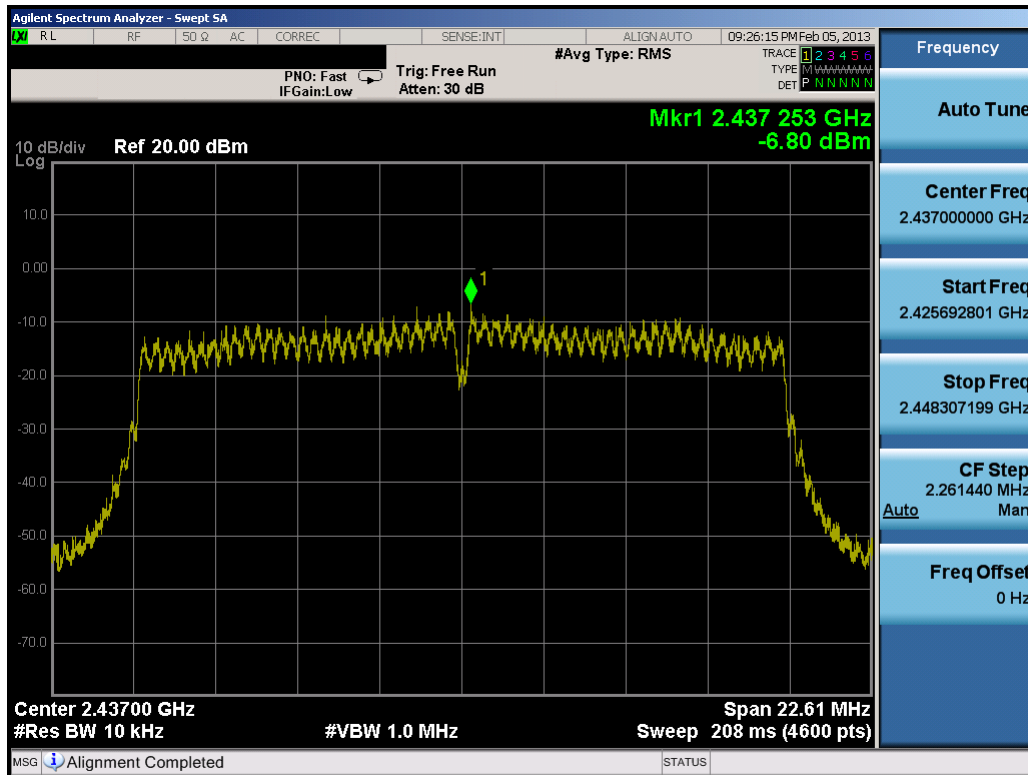 Agilent Spectrum Analyzer - Swept SA
LXI RL RF 50 Ω AC CORREC SENSE:INT ALIGN AUTO 09:26:15 PM Feb 05, 2013
#Avg Type: RMS TRACE 1 2 3 4 5 6
PNO: Fast Trig: Free Run TYPE M WWWWW
IFGain:Low Atten: 30 dB DET P N N N N N
Mkr1 2.437 253 GHz
-6.80 dBm
10 dB/div Ref 20.00 dBm
Log
10.0
0.00
1
-10.0
-20.0
-30.0
-40.0
-50.0
-60.0
-70.0
Center 2.43700 GHz Span 22.61 MHz
#Res BW 10 kHz #VBW 1.0 MHz Sweep 208 ms (4600 pts)
MSG Alignment Completed STATUS
Frequency
Auto Tune
Center Freq
2.437000000 GHz
Start Freq
2.425692801 GHz
Stop Freq
2.448307199 GHz
CF Step
2.261440 MHz
Auto Man
Freq Offset
0 Hz